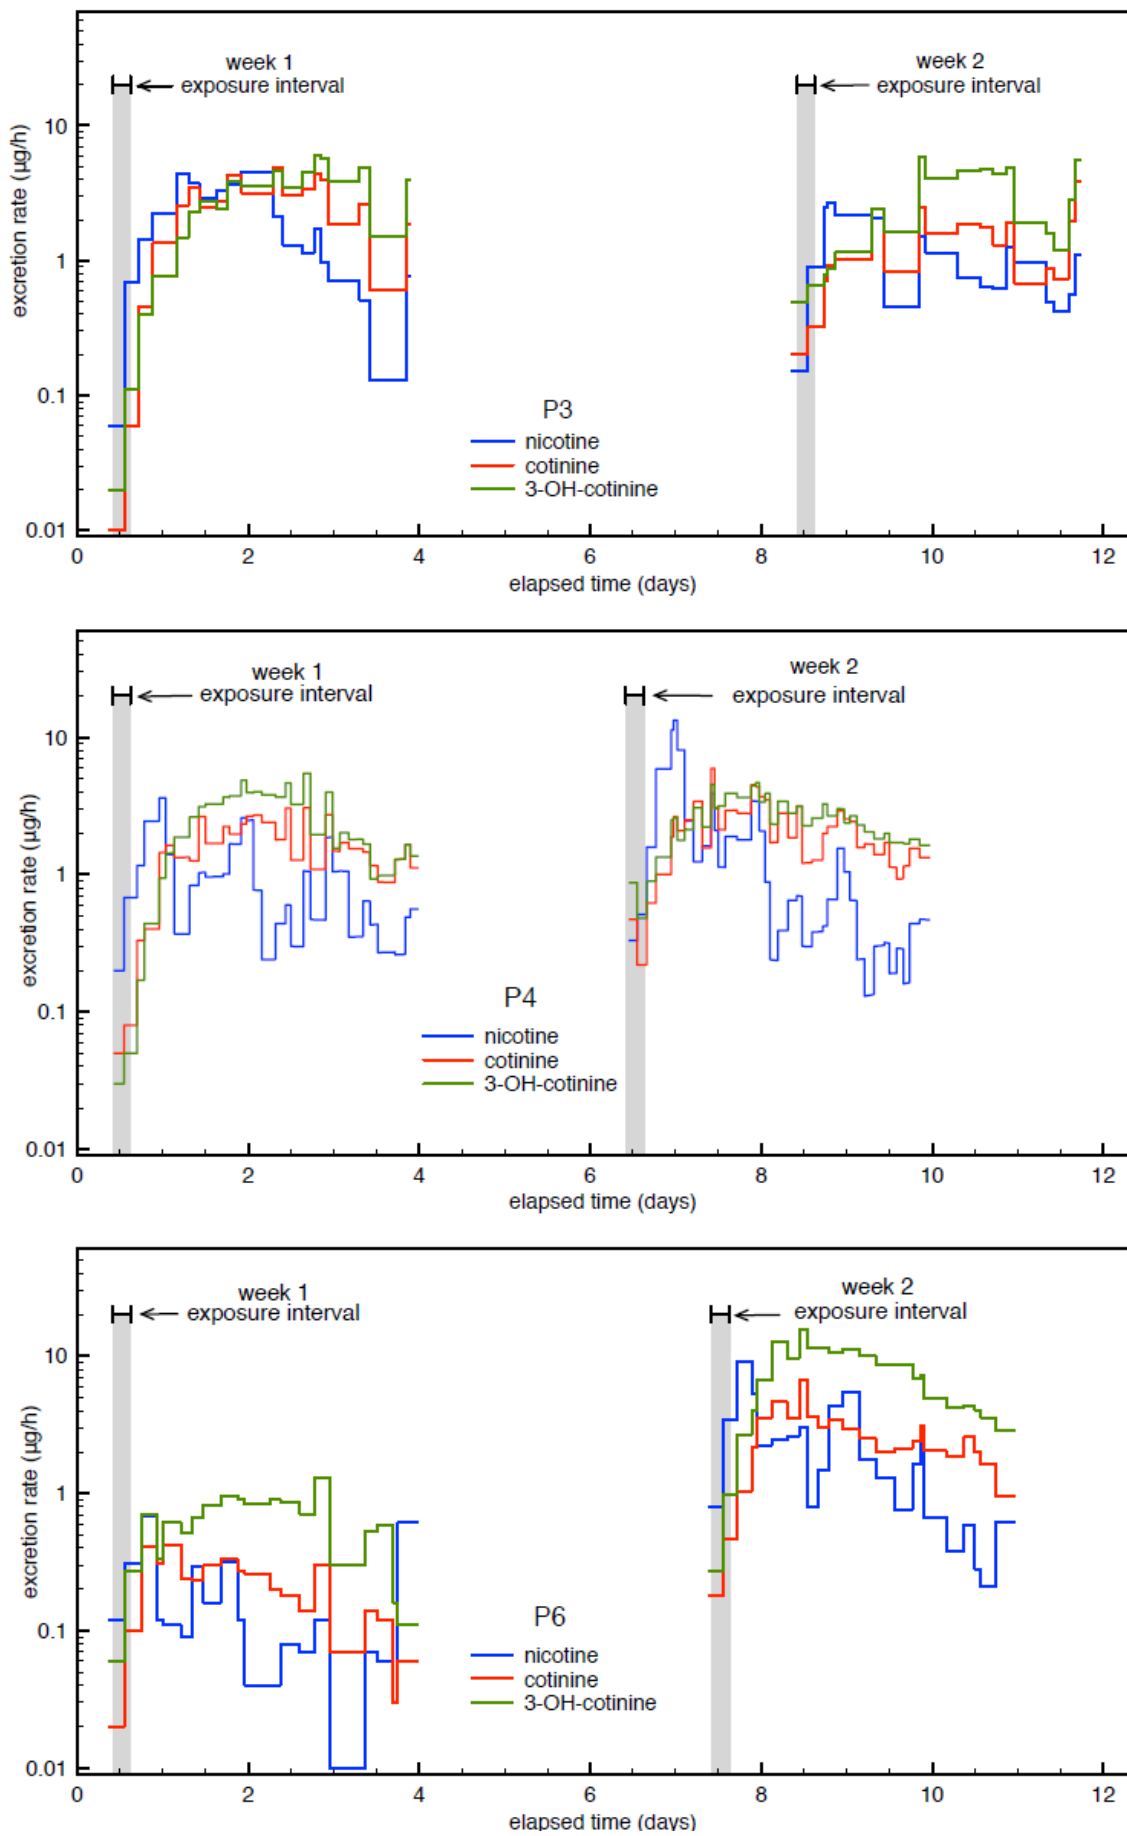 week 1
exposure interval
week 2
exposure interval
excretion rate (µg/h)
10
1
0.1
0.01
P3
nicotine
cotinine
3-OH-cotinine
0 2 4 6 8 10 12
elapsed time (days)
week 1
exposure interval
week 2
exposure interval
excretion rate (µg/h)
10
1
0.1
0.01
P4
nicotine
cotinine
3-OH-cotinine
0 2 4 6 8 10 12
elapsed time (days)
week 1
exposure interval
week 2
exposure interval
excretion rate (µg/h)
10
1
0.1
0.01
P6
nicotine
cotinine
3-OH-cotinine
0 2 4 6 8 10 12
elapsed time (days)